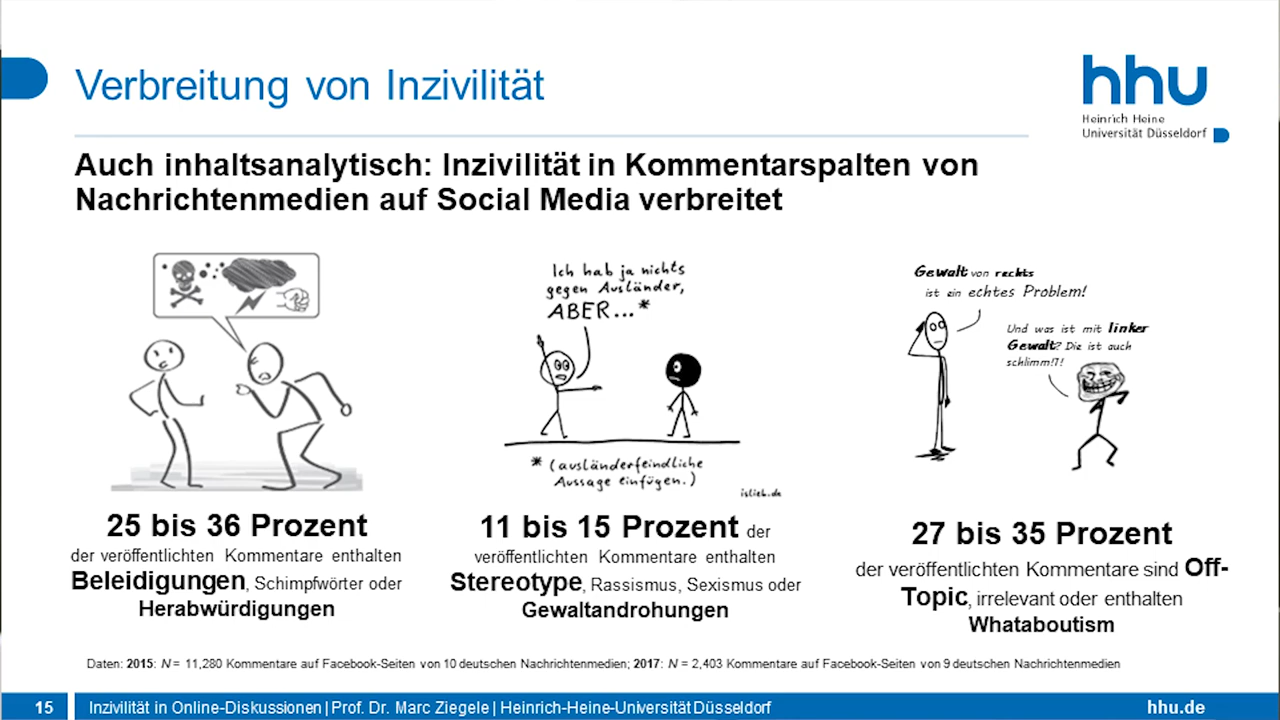 Verbreitung von Inzivilität
hhu
Heinrich Heine
Universität Düsseldorf
Auch inhaltsanalytisch: Inzivilität in Kommentarspalten von
Nachrichtenmedien auf Social Media verbreitet
Ich hab ja nichts
gegen Ausländer,
ABER...*
* (ausländerfeindliche
Aussage einfügen.)
islieb.de
Gewalt von rechts
ist ein echtes Problem!
Und was ist mit linker
Gewalt? Die ist auch
schlimm!7!
25 bis 36 Prozent
der veröffentlichten Kommentare enthalten
Beleidigungen, Schimpfwörter oder
Herabwürdigungen
11 bis 15 Prozent der
veröffentlichten Kommentare enthalten
Stereotype, Rassismus, Sexismus oder
Gewaltandrohungen
27 bis 35 Prozent
der veröffentlichten Kommentare sind Off-
Topic, irrelevant oder enthalten
Whataboutism
Daten: 2015: N = 11,280 Kommentare auf Facebook-Seiten von 10 deutschen Nachrichtenmedien; 2017: N = 2,403 Kommentare auf Facebook-Seiten von 9 deutschen Nachrichtenmedien
15 Inzivilität in Online-Diskussionen | Prof. Dr. Marc Ziegele | Heinrich-Heine-Universität Düsseldorf hhu.de